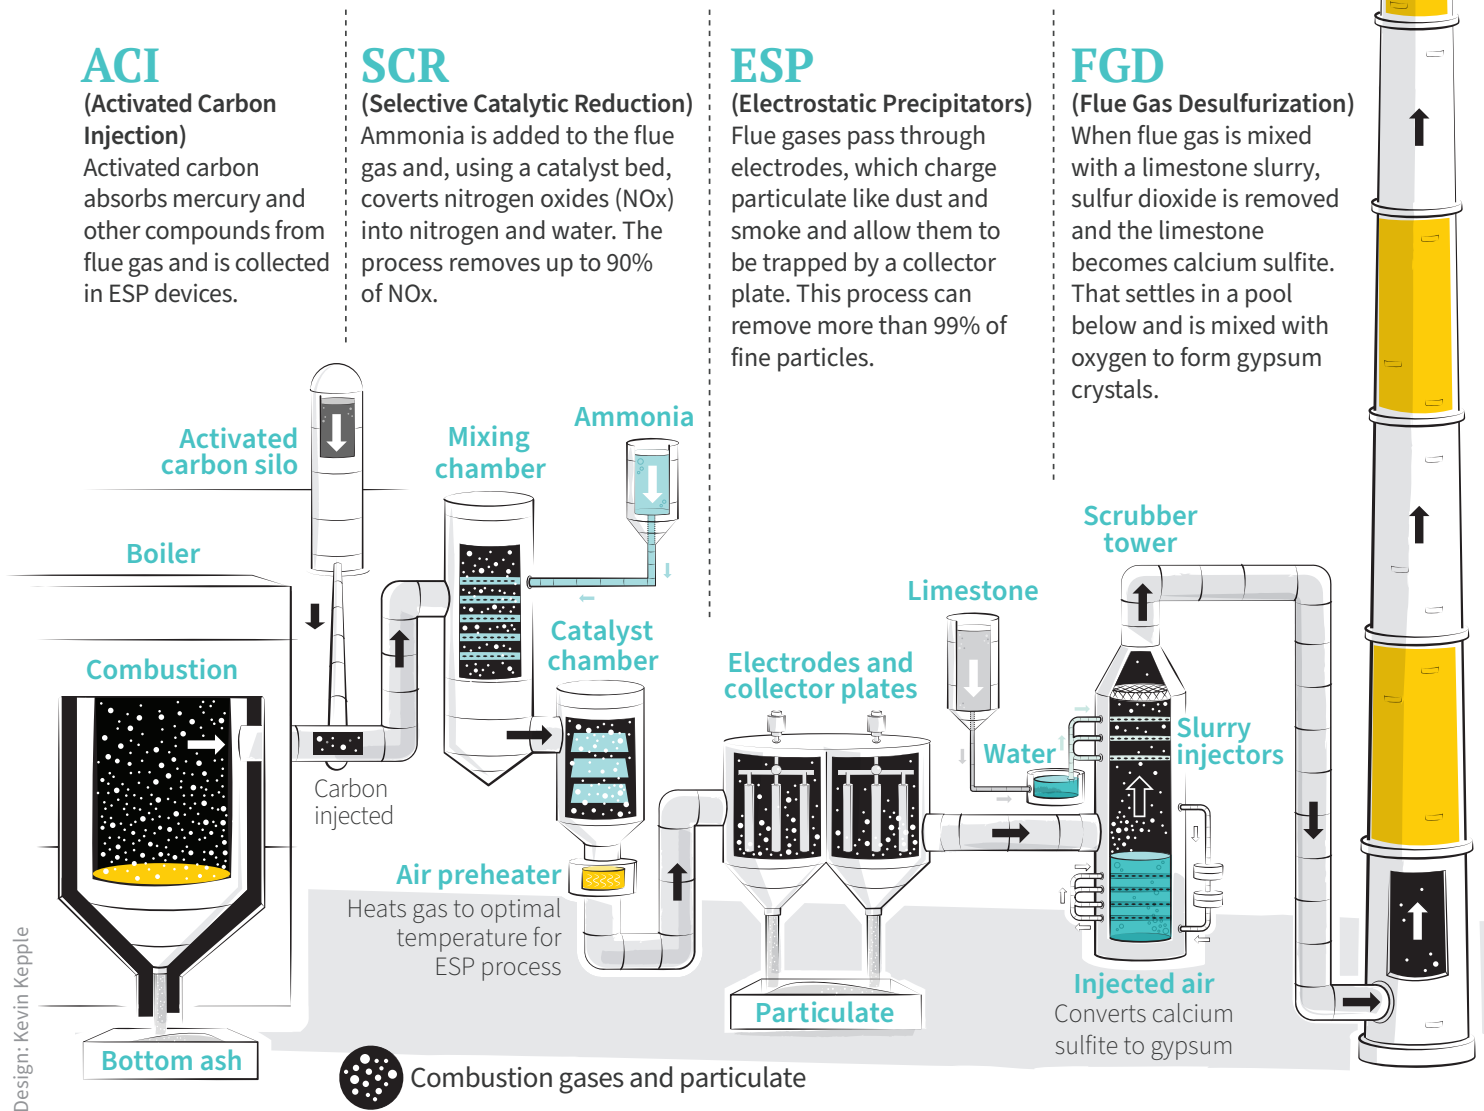 ACI
(Activated Carbon
Injection)
Activated carbon
absorbs mercury and
other compounds from
flue gas and is collected
in ESP devices.
SCR
(Selective Catalytic Reduction)
Ammonia is added to the flue
gas and, using a catalyst bed,
coverts nitrogen oxides (NOx)
into nitrogen and water. The
process removes up to 90%
of NOx.
ESP
(Electrostatic Precipitators)
Flue gases pass through
electrodes, which charge
particulate like dust and
smoke and allow them to
be trapped by a collector
plate. This process can
remove more than 99% of
fine particles.
FGD
(Flue Gas Desulfurization)
When flue gas is mixed
with a limestone slurry,
sulfur dioxide is removed
and the limestone
becomes calcium sulfite.
That settles in a pool
below and is mixed with
oxygen to form gypsum
crystals.
Activated
carbon silo
Mixing
chamber
Ammonia
Boiler
Combustion
Carbon
injected
Catalyst
chamber
Air preheater
Heats gas to optimal
temperature for
ESP process
Electrodes and
collector plates
Limestone
Water
Scrubber
tower
Slurry
injectors
Injected air
Converts calcium
sulfite to gypsum
Particulate
Bottom ash
Combustion gases and particulate
Design: Kevin Kepple